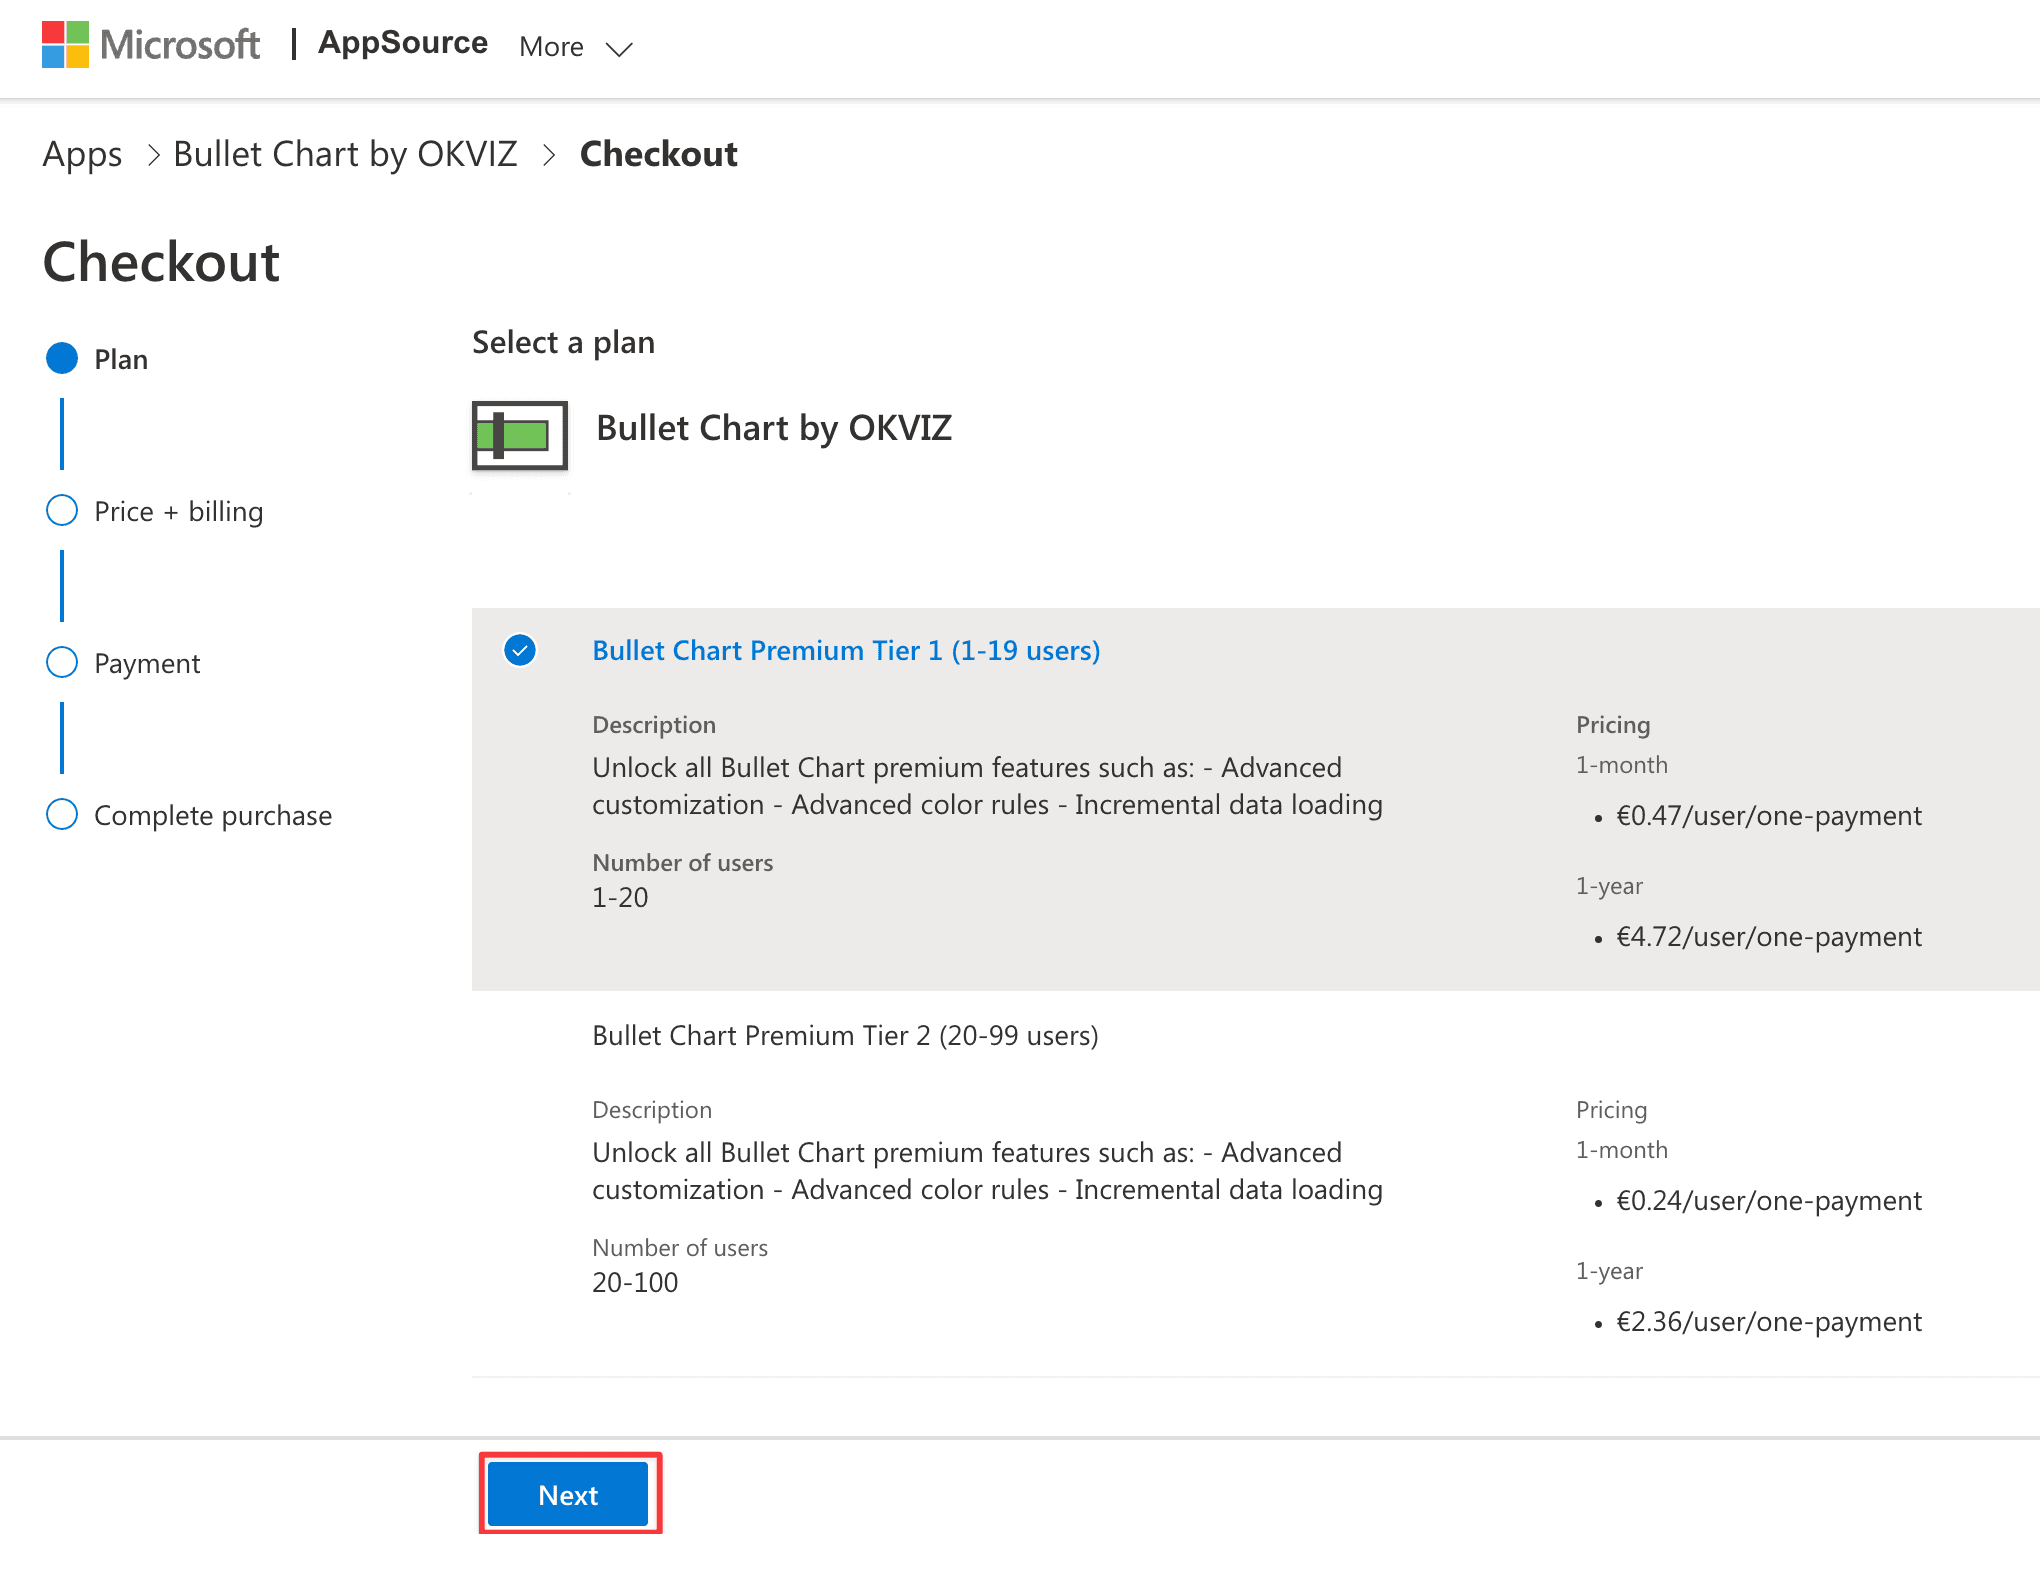 Microsoft | AppSource More
Apps > Bullet Chart by OKVIZ > Checkout
Checkout
Plan
Price + billing
Payment
Complete purchase
Select a plan
Bullet Chart by OKVIZ
Bullet Chart Premium Tier 1 (1-19 users)
Description
Unlock all Bullet Chart premium features such as: - Advanced
customization - Advanced color rules - Incremental data loading
Number of users
1-20
Pricing
1-month
• €0.47/user/one-payment
1-year
• €4.72/user/one-payment
Bullet Chart Premium Tier 2 (20-99 users)
Description
Unlock all Bullet Chart premium features such as: - Advanced
customization - Advanced color rules - Incremental data loading
Number of users
20-100
Pricing
1-month
• €0.24/user/one-payment
1-year
• €2.36/user/one-payment
Next